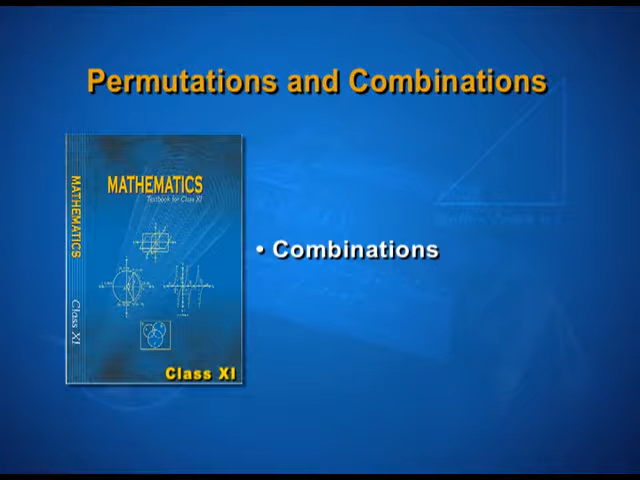 Permutations and Combinations
MATHEMATICS
Textbook for Class XI
MATHEMATICS
Class XI
• Combinations
Class XI